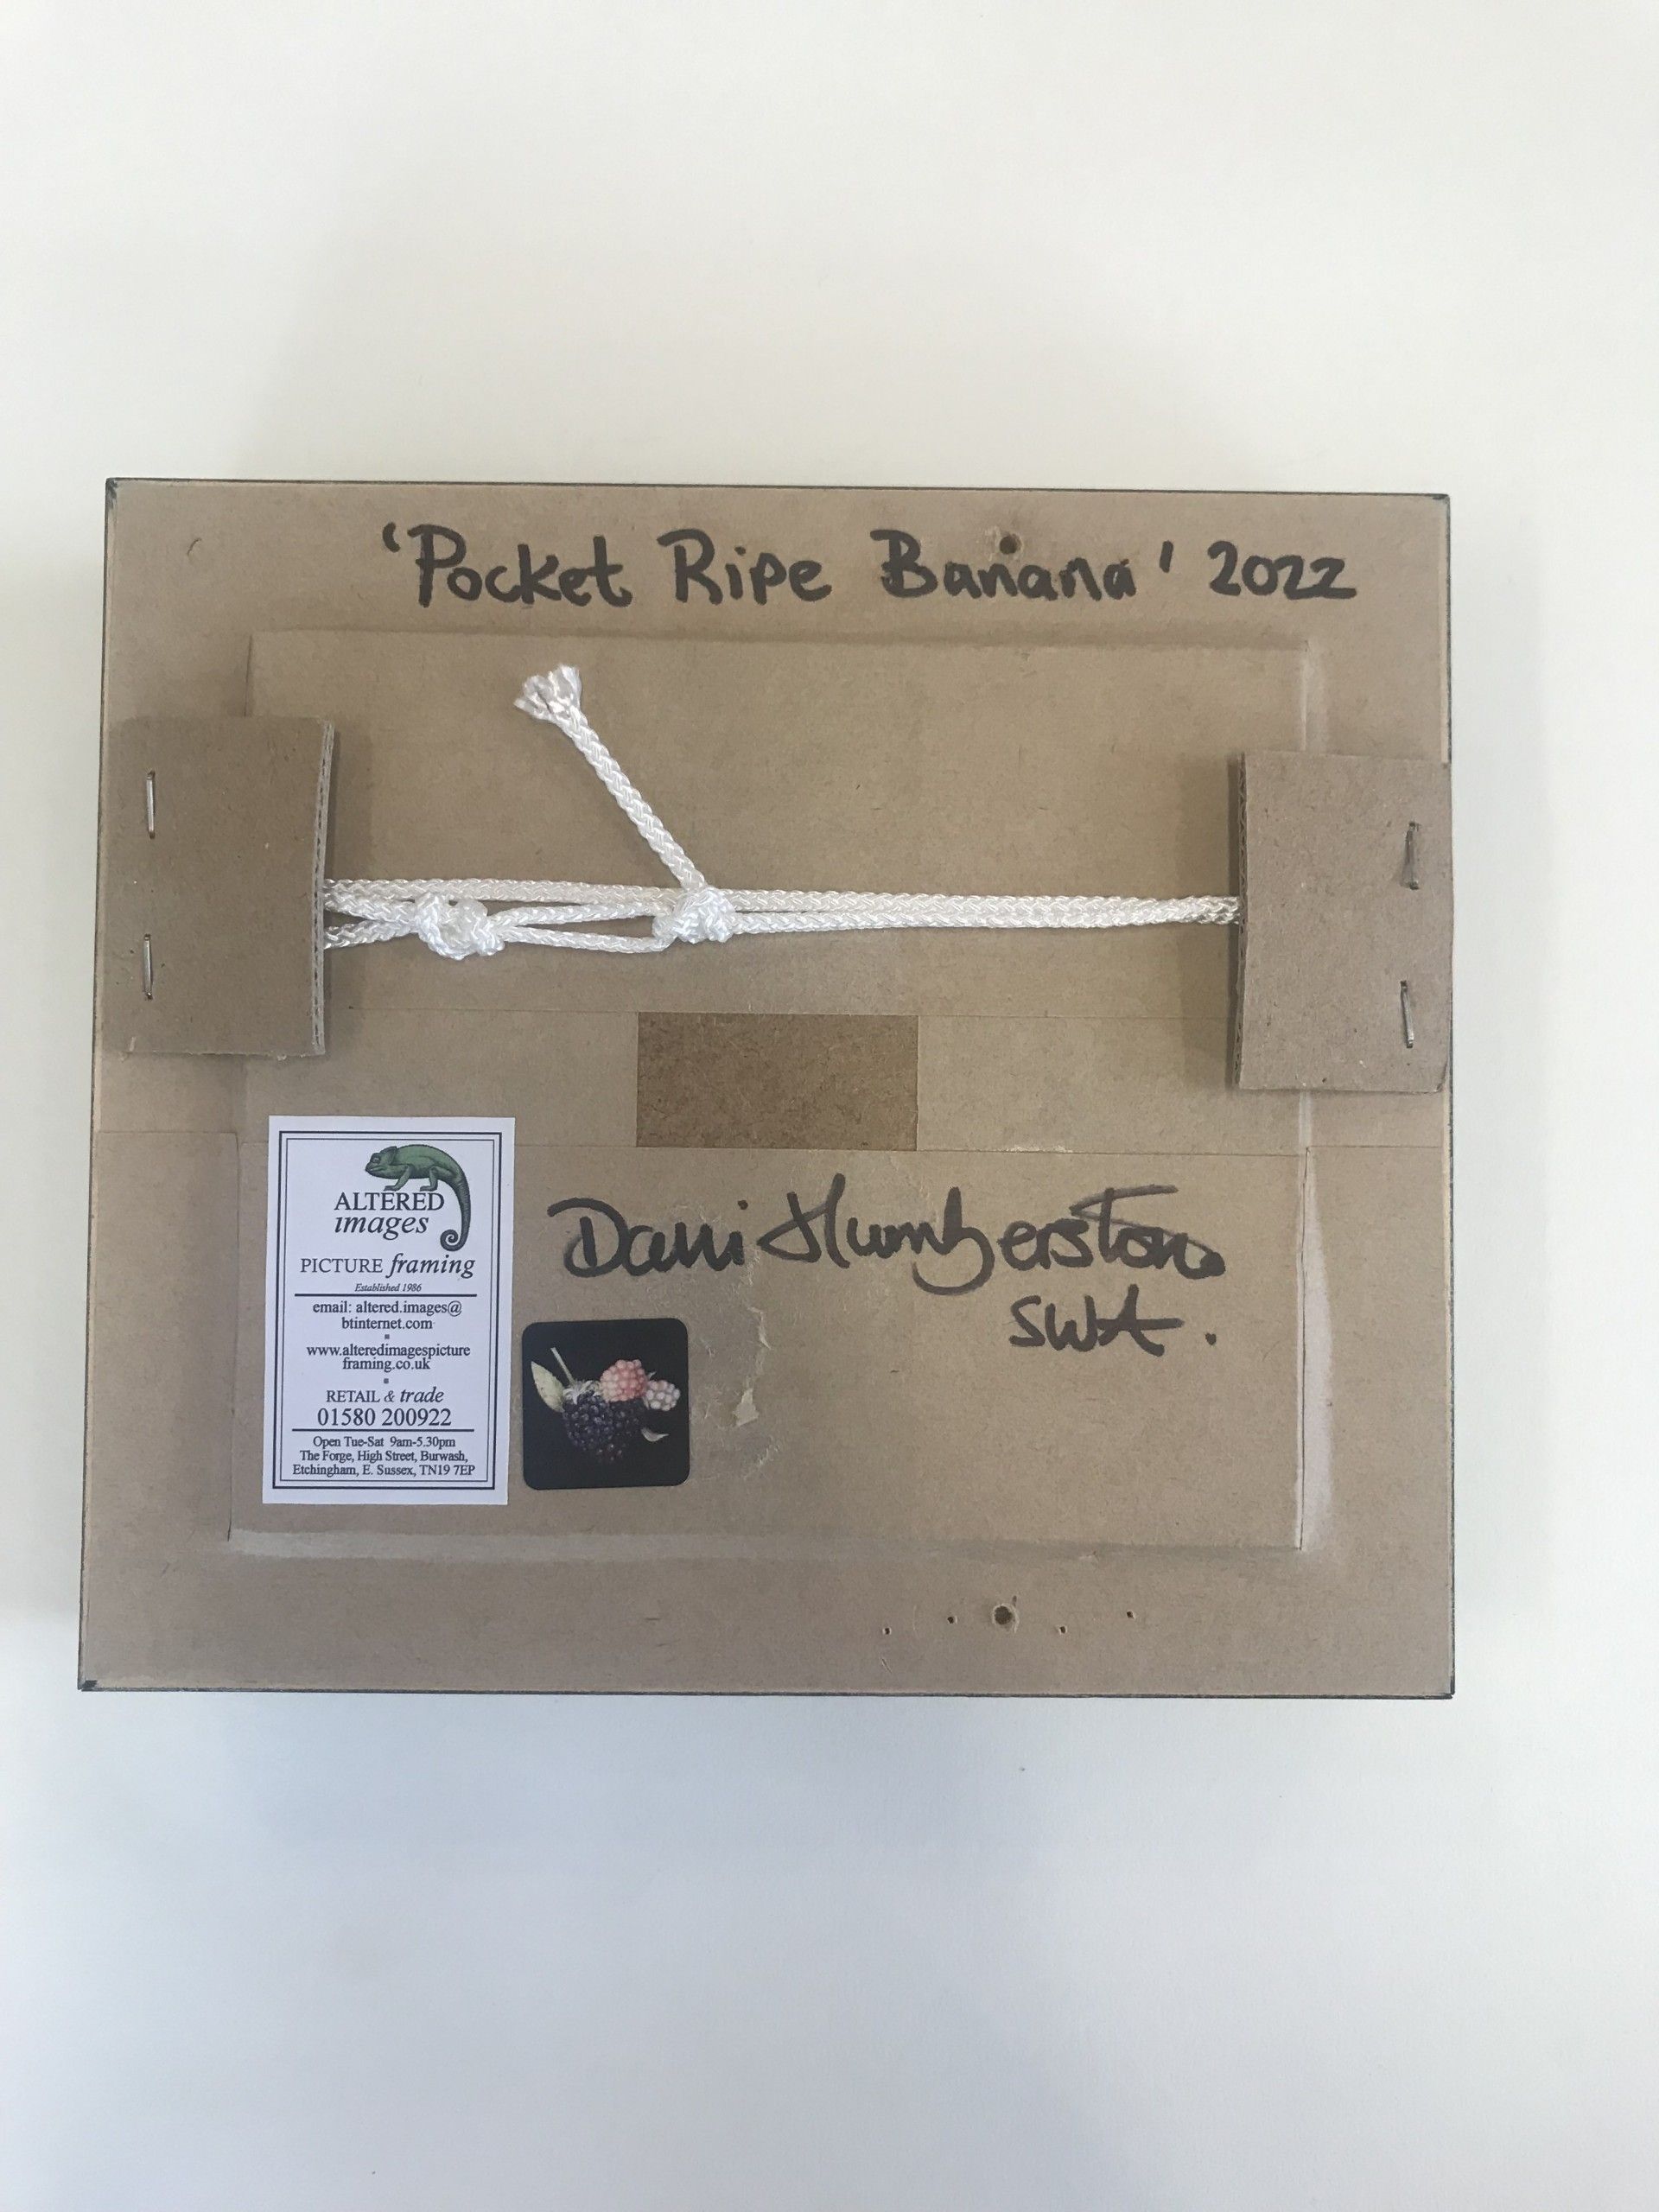 'Pocket Ripe Banana' 2022
ALTERED
images
PICTURE framing
Established 1986
email: altered.images@
btinternet.com
www.alteredimagespicture
framing.co.uk
RETAIL & trade
01580 200922
Open Tue-Sat 9am-5.30pm
The Forge, High Street, Burwash,
Etchingham, E. Sussex, TN19 7EP
Dani Humberstone
SWA.